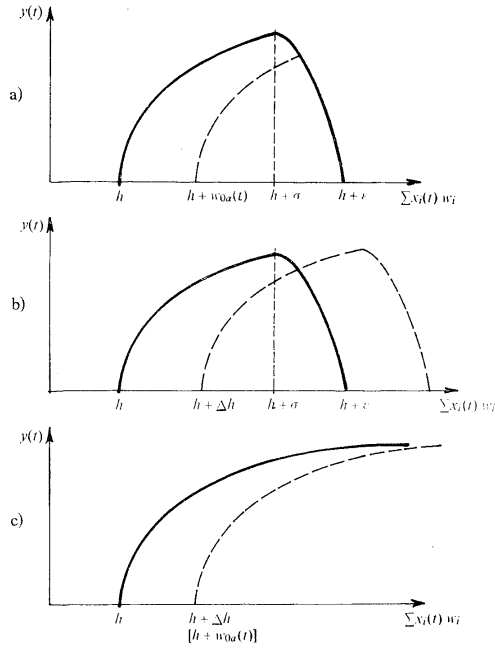 y(t)
a)
h h + w₀ₐ(t) h + σ h + v ∑xᵢ(t) wᵢ
y(t)
b)
h h + Δh h + σ h + v ∑xᵢ(t) wᵢ
y(t)
c)
h h + Δh ∑xᵢ(t) wᵢ
[h + w₀ₐ(t)]